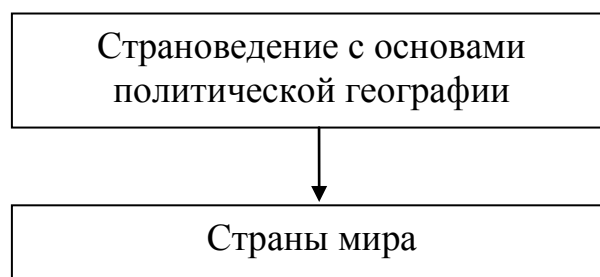 Страноведение с основами
политической географии
Страны мира